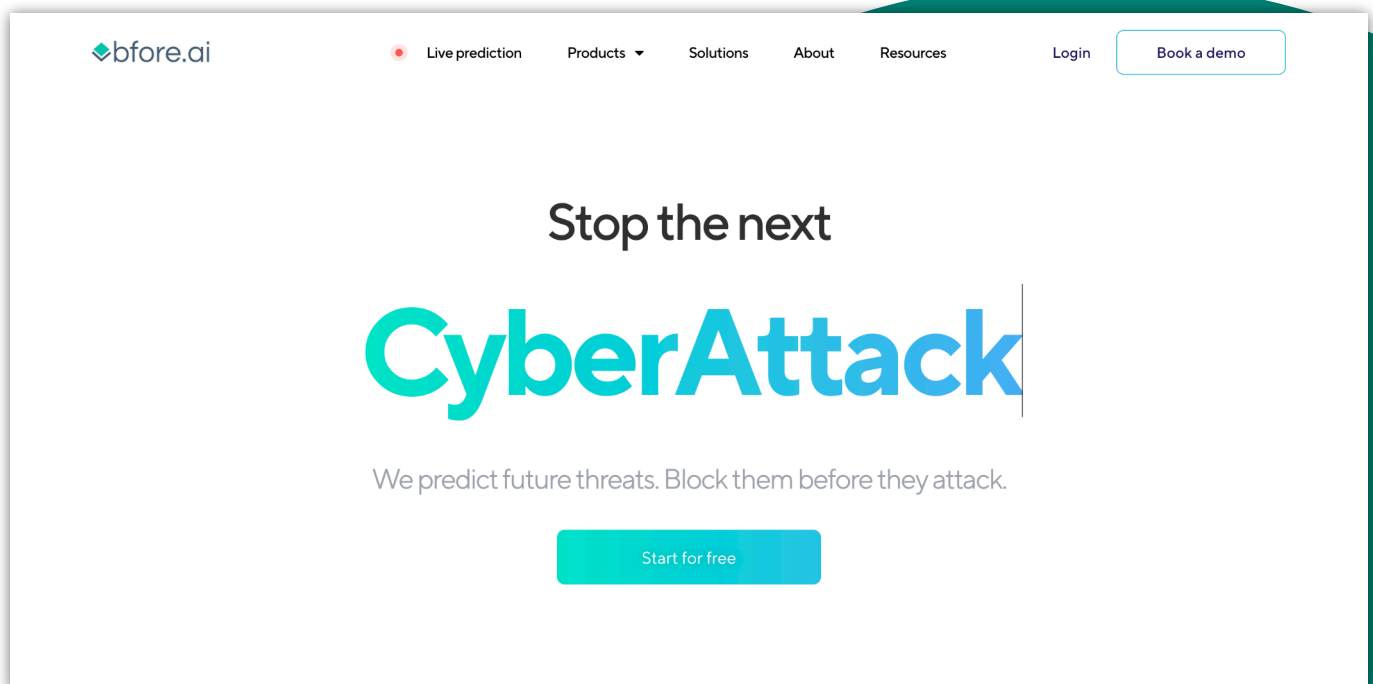 bfore.ai
Live prediction Products Solutions About Resources Login Book a demo
Stop the next
CyberAttack
We predict future threats. Block them before they attack.
Start for free